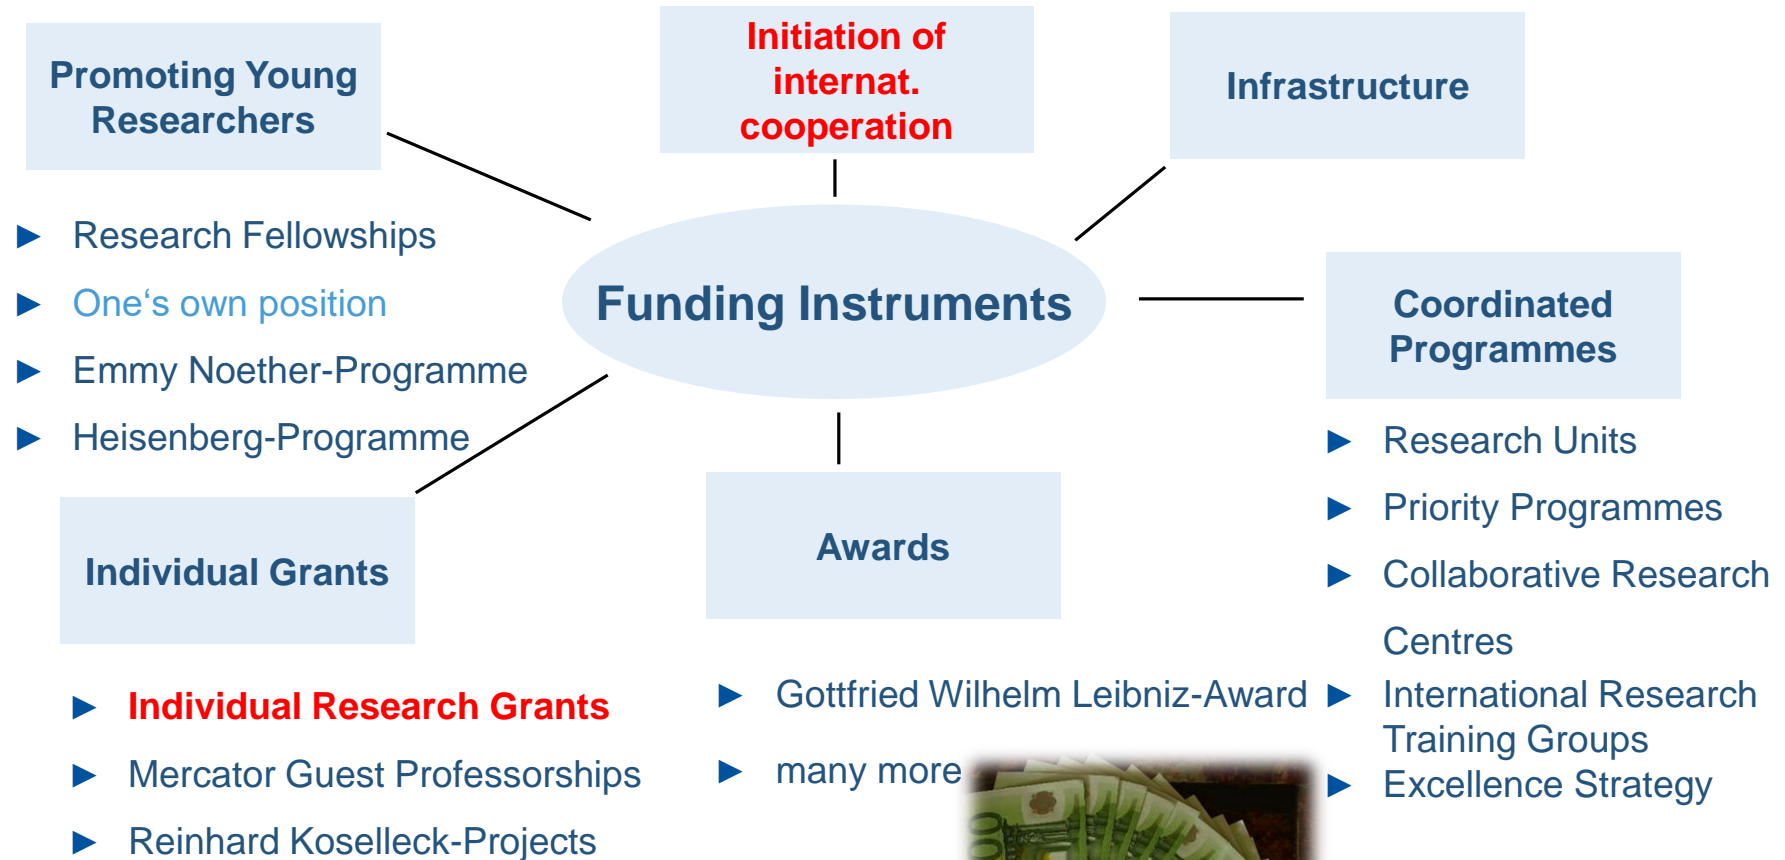 Promoting Young
Researchers
Initiation of
internat.
cooperation
Infrastructure
► Research Fellowships
► One‘s own position
► Emmy Noether-Programme
► Heisenberg-Programme
Funding Instruments
Coordinated
Programmes
► Research Units
► Priority Programmes
► Collaborative Research
Centres
► International Research
Training Groups
► Excellence Strategy
Individual Grants
► Individual Research Grants
► Mercator Guest Professorships
► Reinhard Koselleck-Projects
Awards
► Gottfried Wilhelm Leibniz-Award
► many more